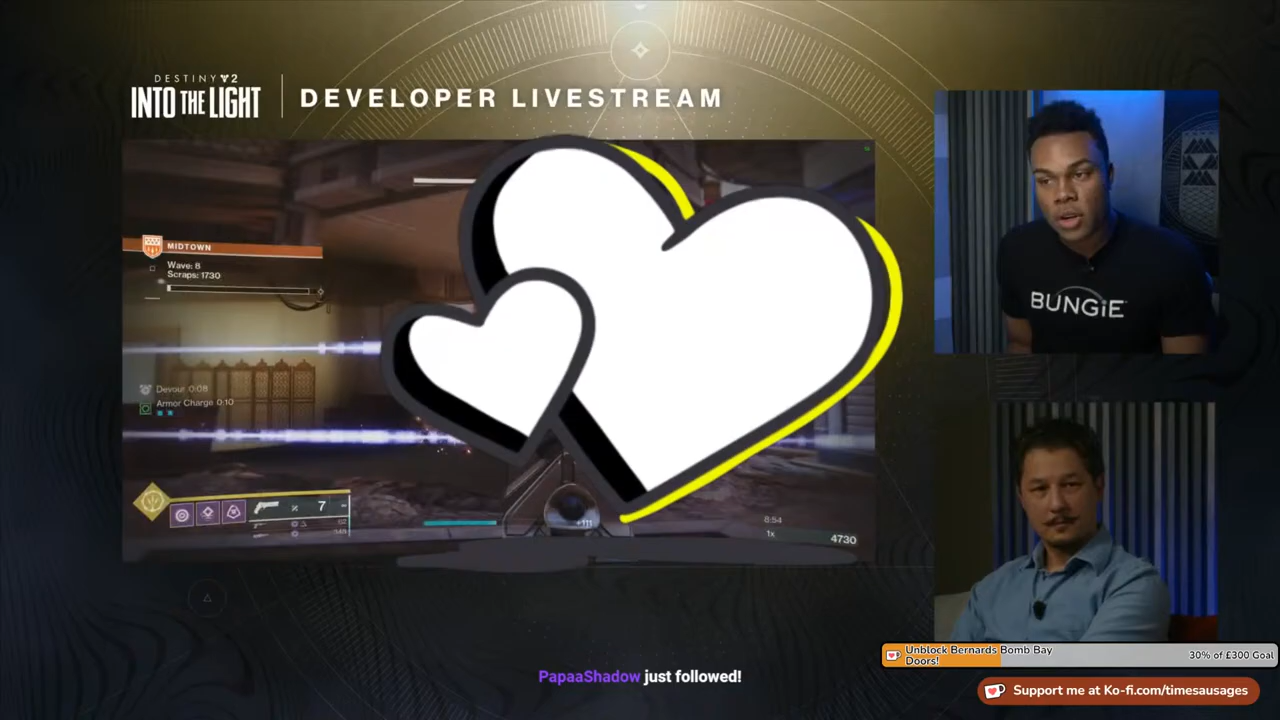 DESTINY 2
INTO THE LIGHT
DEVELOPER LIVESTREAM
MIDTOWN
Wave: 8
Scraps: 1730
Devour 0:08
Armor Charge 0:10
7
+111
8:54
1x
4730
BUNGiE
Unblock Bernards Bomb Bay
Doors!
30% of £300 Goal
PapaaShadow just followed!
Support me at Ko-fi.com/timesausages